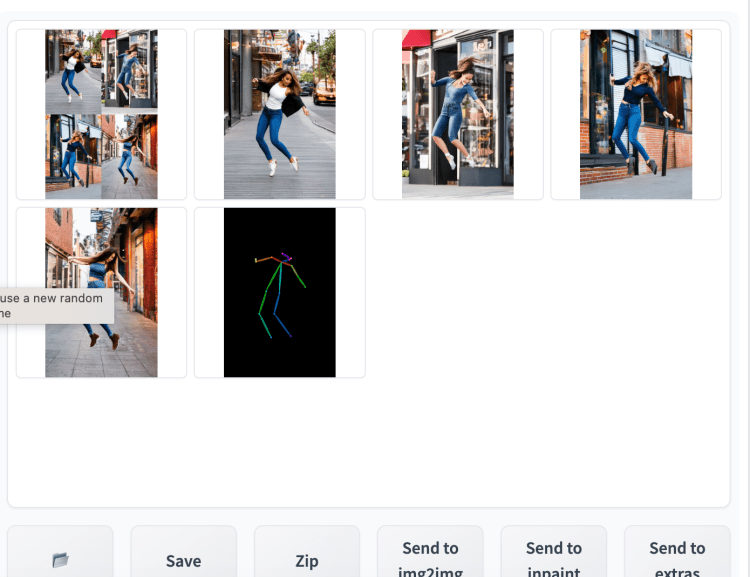 use a new random
ne
Save
Zip
Send to
img2img
Send to
inpaint
Send to
extras